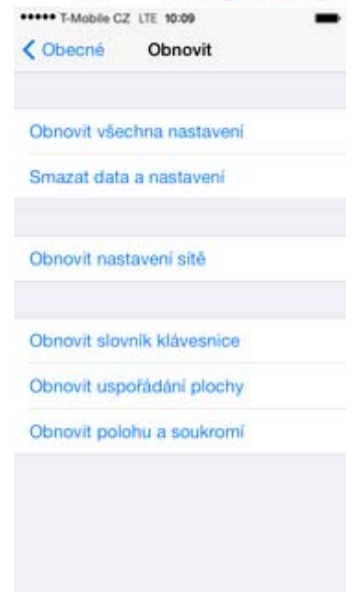 T-Mobile CZ LTE 10:09
Obecné Obnovit
Obnovit všechna nastavení
Smazat data a nastavení
Obnovit nastavení sítě
Obnovit slovník klávesnice
Obnovit uspořádání plochy
Obnovit polohu a soukromí